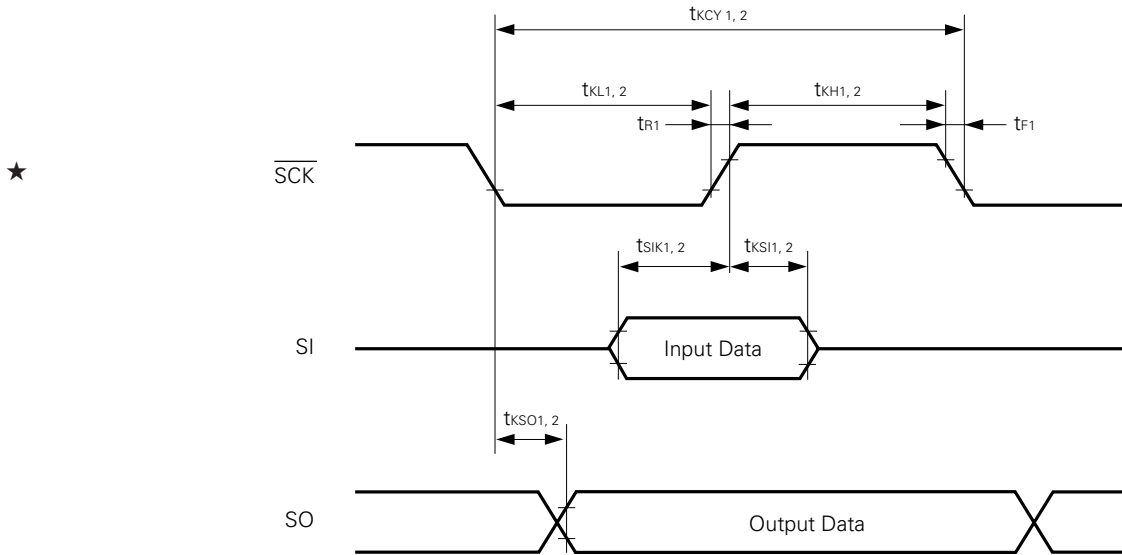 tKCY 1, 2
tKL1, 2 tKH1, 2
tR1 tF1
★ SCK
tSIK1, 2 tKSI1, 2
SI Input Data
tKSO1, 2
SO Output Data